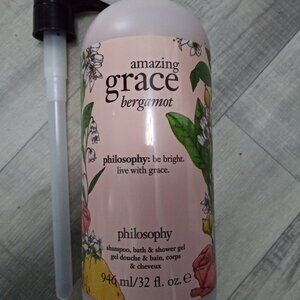 amazing
grace
bergamot
philosophy: be bright.
live with grace.
philosophy
shampoo, bath & shower gel
gel douche & bain, corps
& cheveux
946 ml/32 fl. oz. e